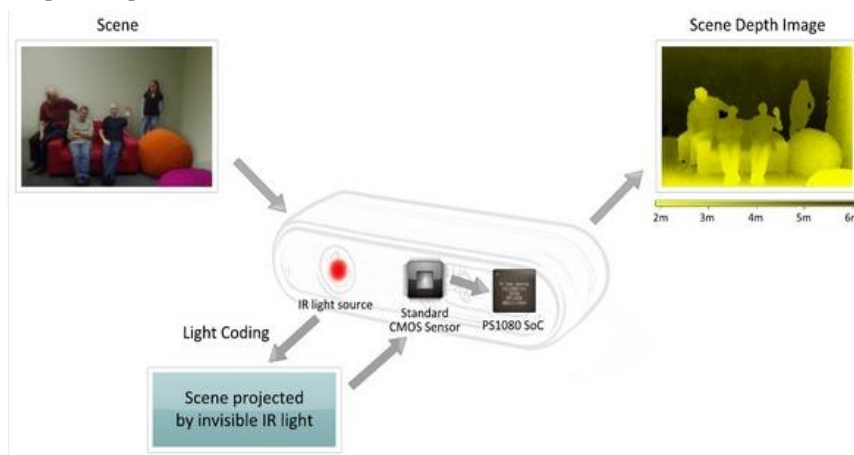 Scene
Scene Depth Image
2m 3m 4m 5m 6m
IR light source
Standard
CMOS Sensor
PS1080 SoC
Light Coding
Scene projected
by invisible IR light